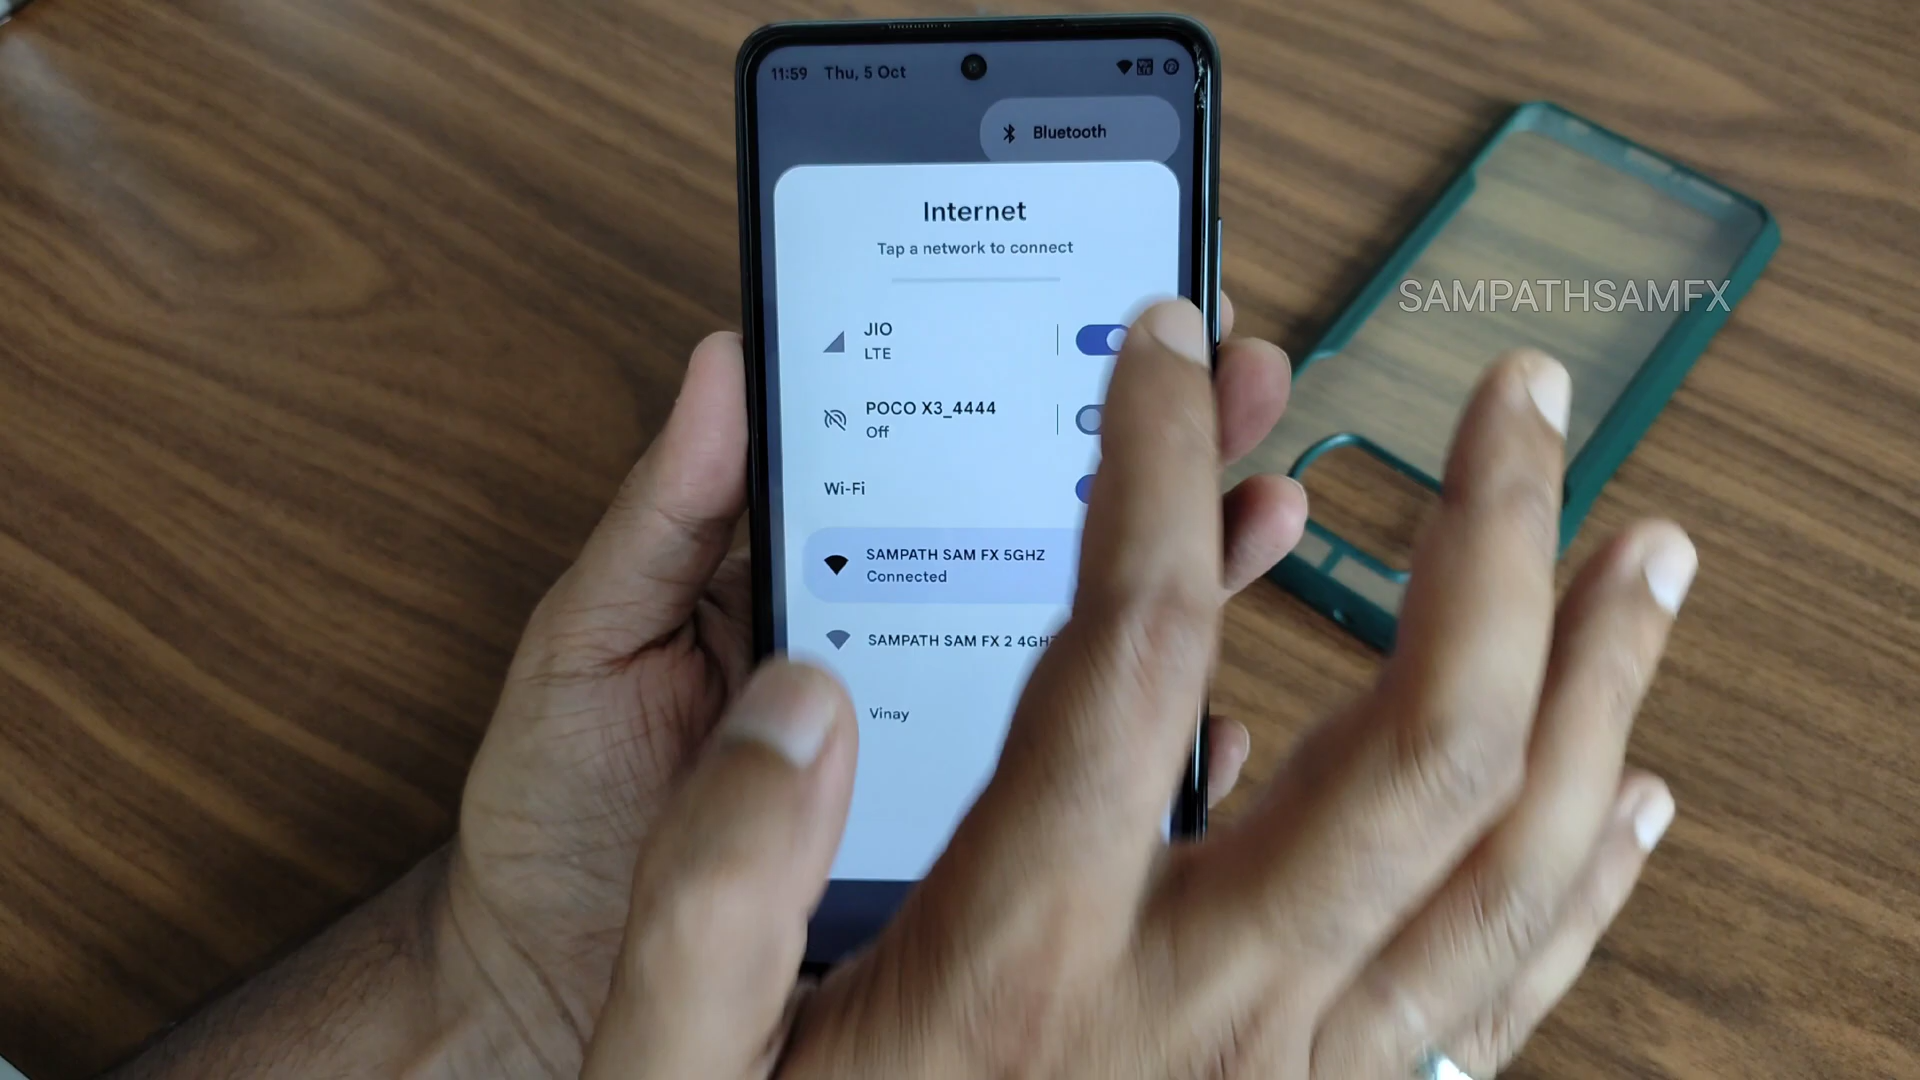 11:59 Thu, 5 Oct
Bluetooth
Internet
Tap a network to connect
JIO
LTE
POCO X3_4444
Off
Wi-Fi
SAMPATH SAM FX 5GHZ
Connected
SAMPATH SAM FX 2 4GHZ
Vinay
SAMPATHSAMFX